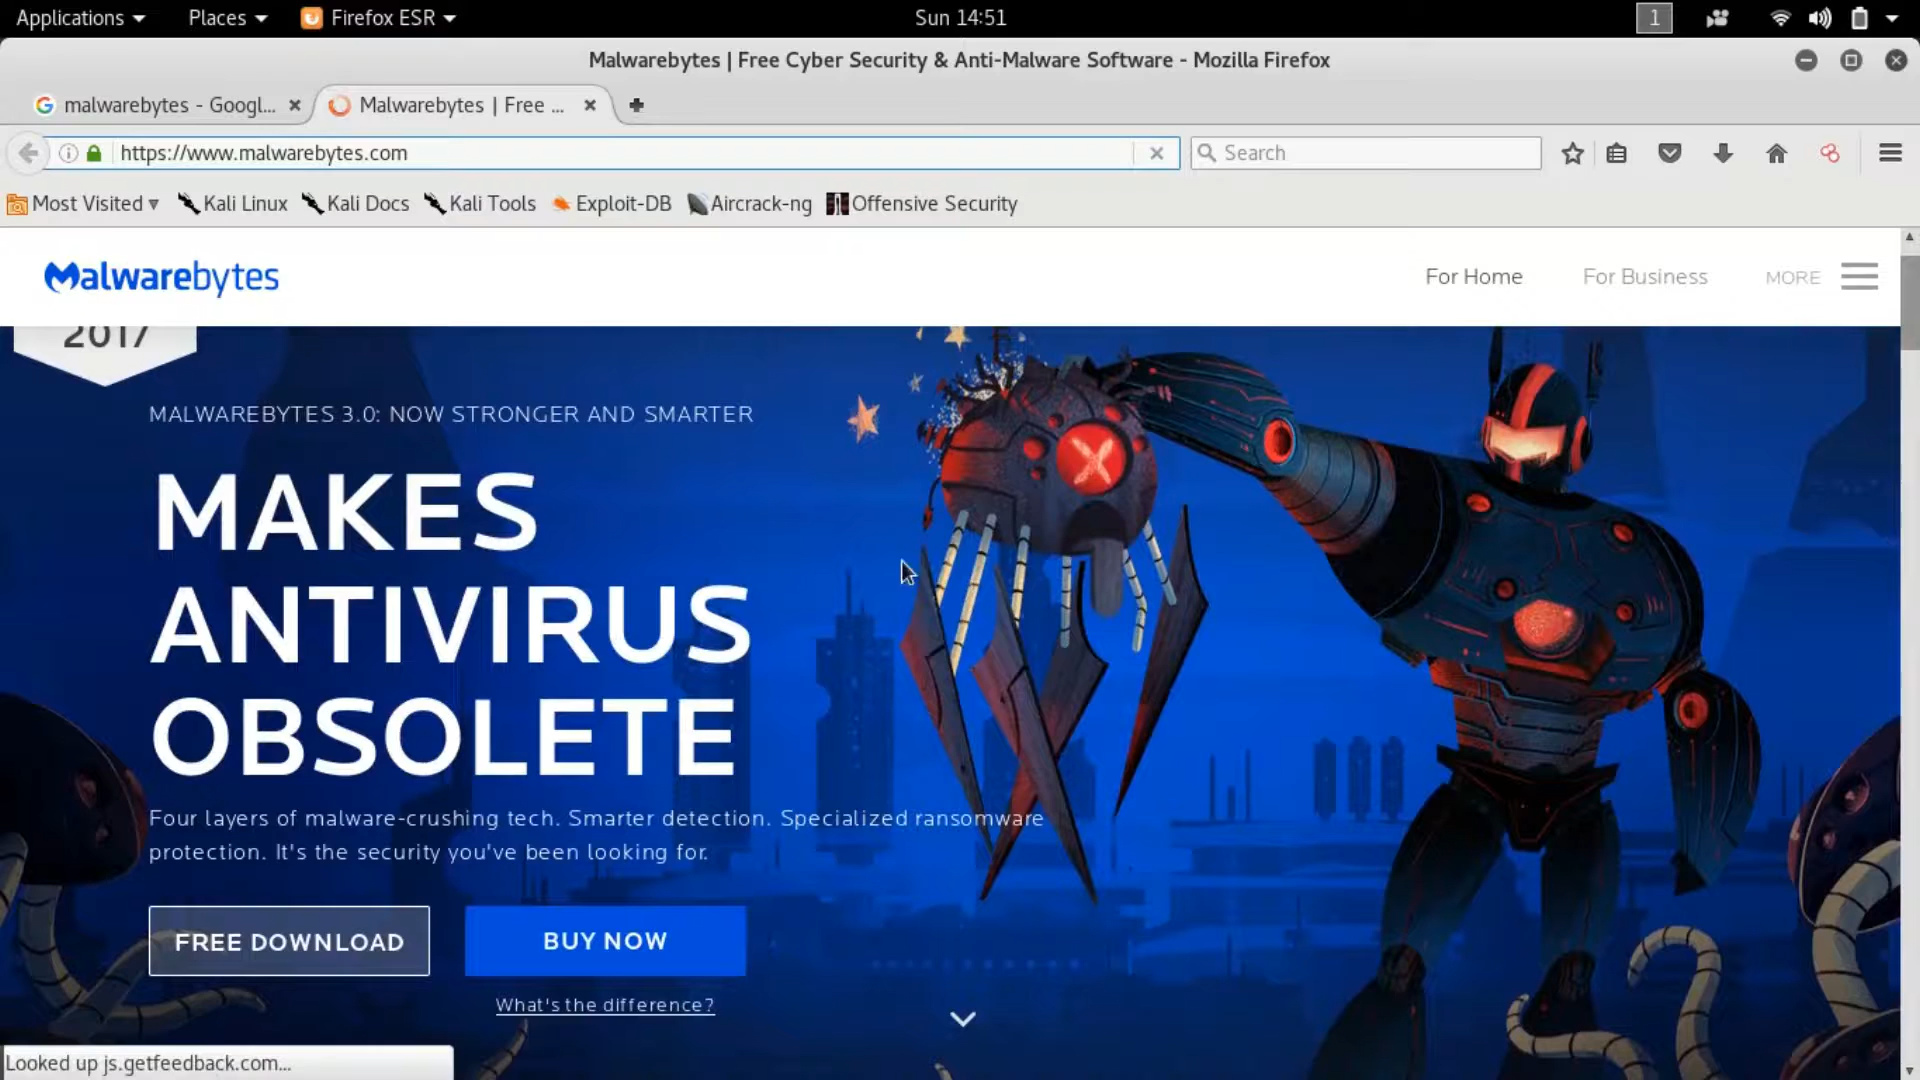 Applications Places Firefox ESR Sun 14:51 1
Malwarebytes | Free Cyber Security & Anti-Malware Software - Mozilla Firefox
malwarebytes - Googl... Malwarebytes | Free ...
https://www.malwarebytes.com Search
Most Visited Kali Linux Kali Docs Kali Tools Exploit-DB Aircrack-ng Offensive Security
Malwarebytes For Home For Business MORE
2017
MALWAREBYTES 3.0: NOW STRONGER AND SMARTER
MAKES
ANTIVIRUS
OBSOLETE
Four layers of malware-crushing tech. Smarter detection. Specialized ransomware
protection. It's the security you've been looking for.
FREE DOWNLOAD BUY NOW
What's the difference?
Looked up js.getfeedback.com...